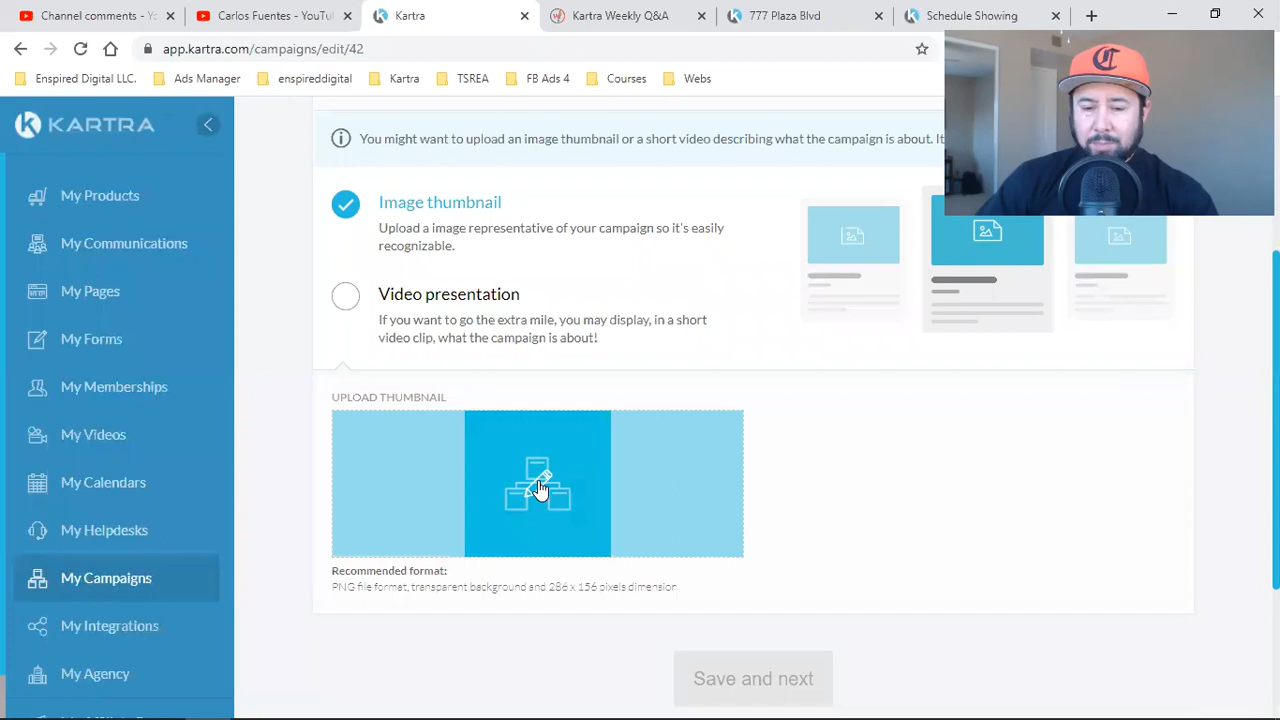 Channel comments - Yo
Carlos Fuentes - YouTu
Kartra
Kartra Weekly Q&A
777 Plaza Blvd
Schedule Showing
app.kartra.com/campaigns/edit/42
Enspired Digital LLC.
Ads Manager
enspireddigital
Kartra
TSREA
FB Ads 4
Courses
Webs
KARTRA
You might want to upload an image thumbnail or a short video describing what the campaign is about. It
My Products
My Communications
My Pages
My Forms
My Memberships
My Videos
My Calendars
My Helpdesks
My Campaigns
My Integrations
My Agency
Image thumbnail
Upload a image representative of your campaign so it's easily
recognizable.
Video presentation
If you want to go the extra mile, you may display, in a short
video clip, what the campaign is about!
UPLOAD THUMBNAIL
Recommended format:
PNG file format, transparent background and 286 x 156 pixels dimension
Save and next